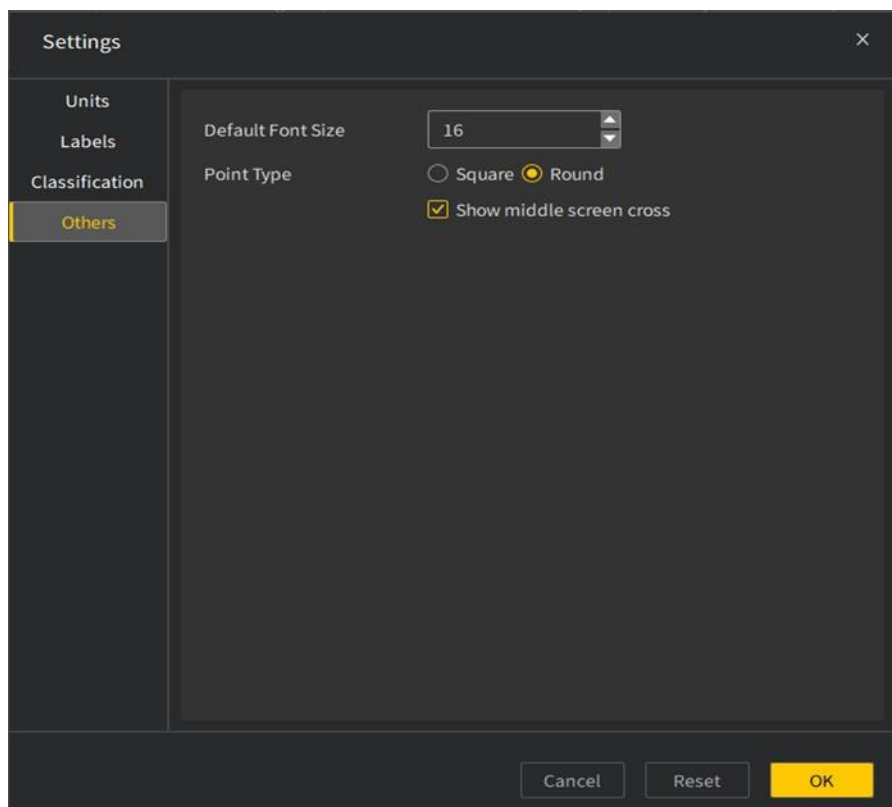 Settings
Units
Labels
Classification
Others
Default Font Size
16
Point Type
Square Round
Show middle screen cross
Cancel Reset OK